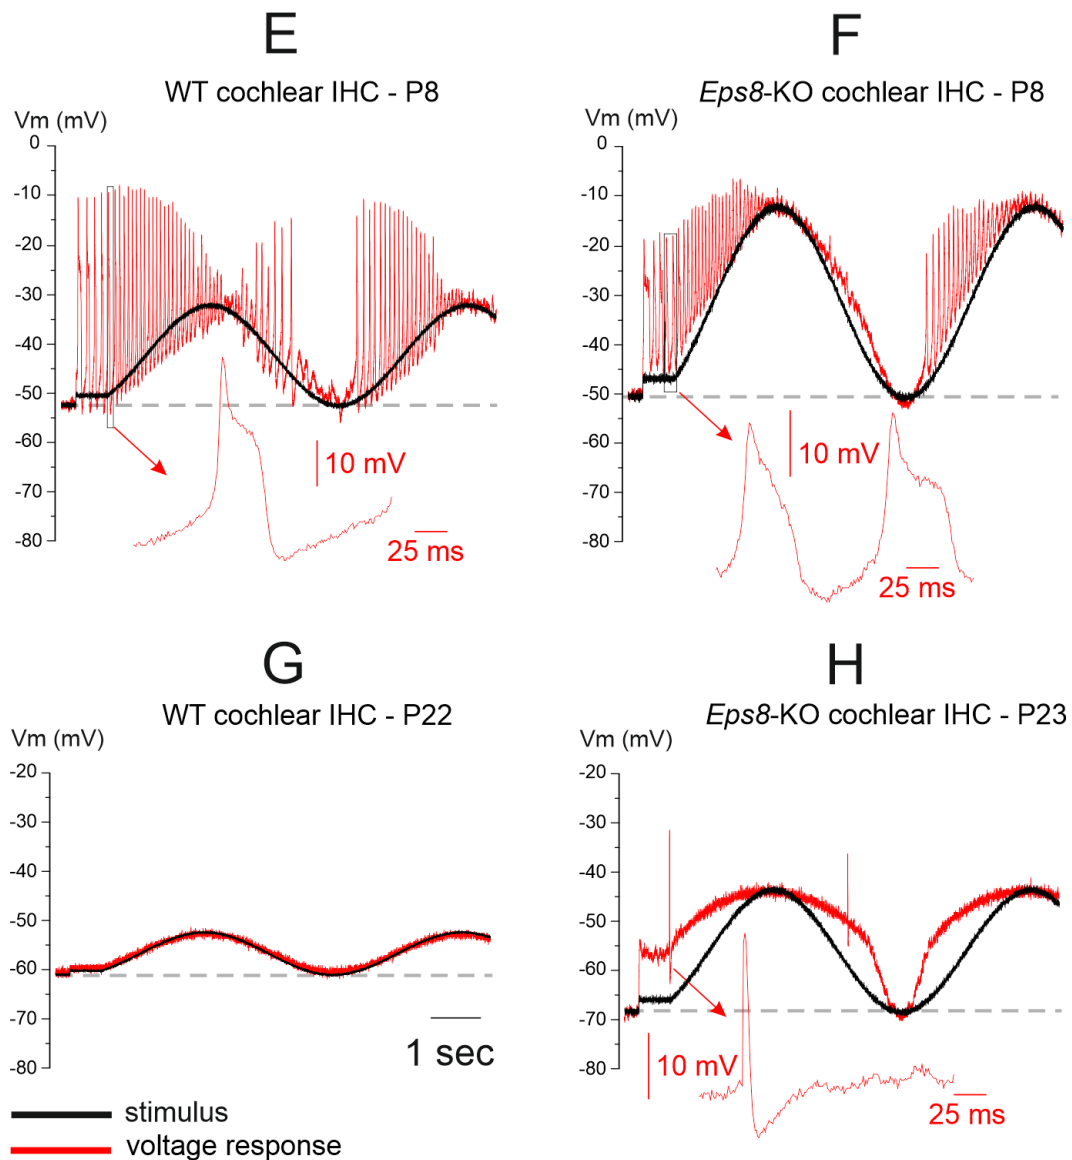 E
WT cochlear IHC - P8
Vm (mV)
0
-10
-20
-30
-40
-50
-60
-70
-80
10 mV
25 ms
F
Eps8-KO cochlear IHC - P8
0
-10
-20
-30
-40
-50
-60
-70
-80
10 mV
25 ms
G
WT cochlear IHC - P22
Vm (mV)
-20
-30
-40
-50
-60
-70
-80
1 sec
H
Eps8-KO cochlear IHC - P23
Vm (mV)
-20
-30
-40
-50
-60
-70
-80
10 mV
25 ms
stimulus
voltage response